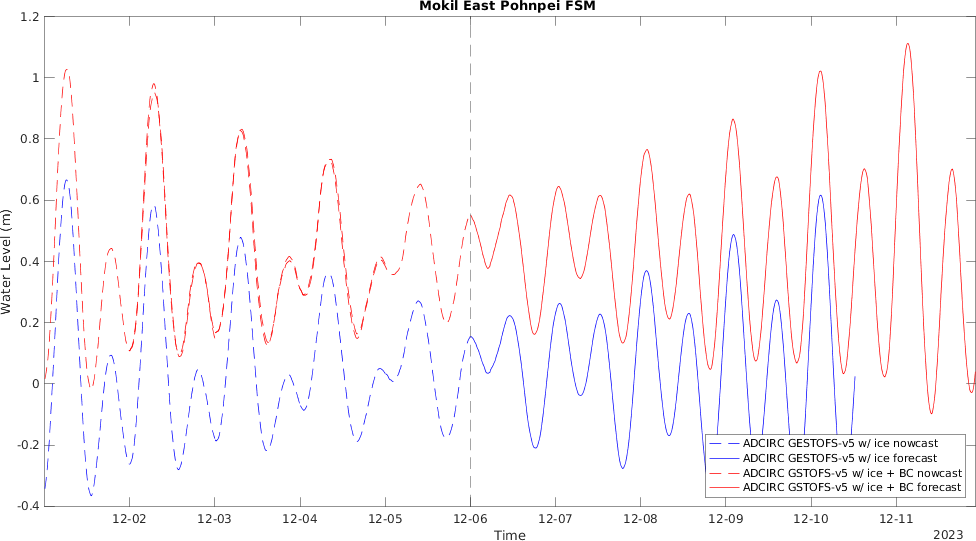 Mokil East Pohnpei FSM
Water Level (m)
1.2
1
0.8
0.6
0.4
0.2
0
-0.2
-0.4
ADCIRC GESTOFS-v5 w/ ice nowcast
ADCIRC GESTOFS-v5 w/ ice forecast
ADCIRC GSTOFS-v5 w/ ice + BC nowcast
ADCIRC GSTOFS-v5 w/ ice + BC forecast
12-02 12-03 12-04 12-05 12-06 12-07 12-08 12-09 12-10 12-11
Time
2023